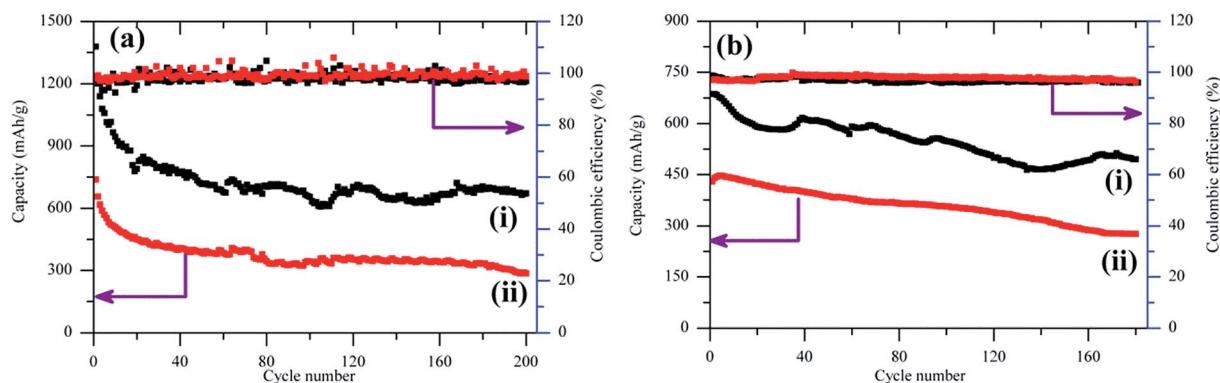 (a)
1500
1200
900
600
300
0
Capacity (mAh/g)
0 40 80 120 160 200
Cycle number
120
100
80
60
40
20
0
Coulombic efficiency (%)
(i)
(ii)
(b)
900
750
600
450
300
150
0
Capacity (mAh/g)
0 40 80 120 160
Cycle number
120
100
80
60
40
20
0
Coulombic efficiency (%)
(i)
(ii)